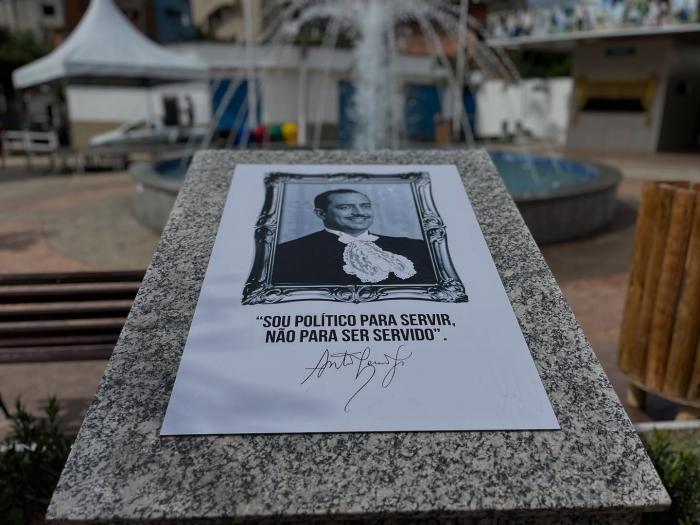 “SOU POLÍTICO PARA SERVIR,
NÃO PARA SER SERVIDO”.